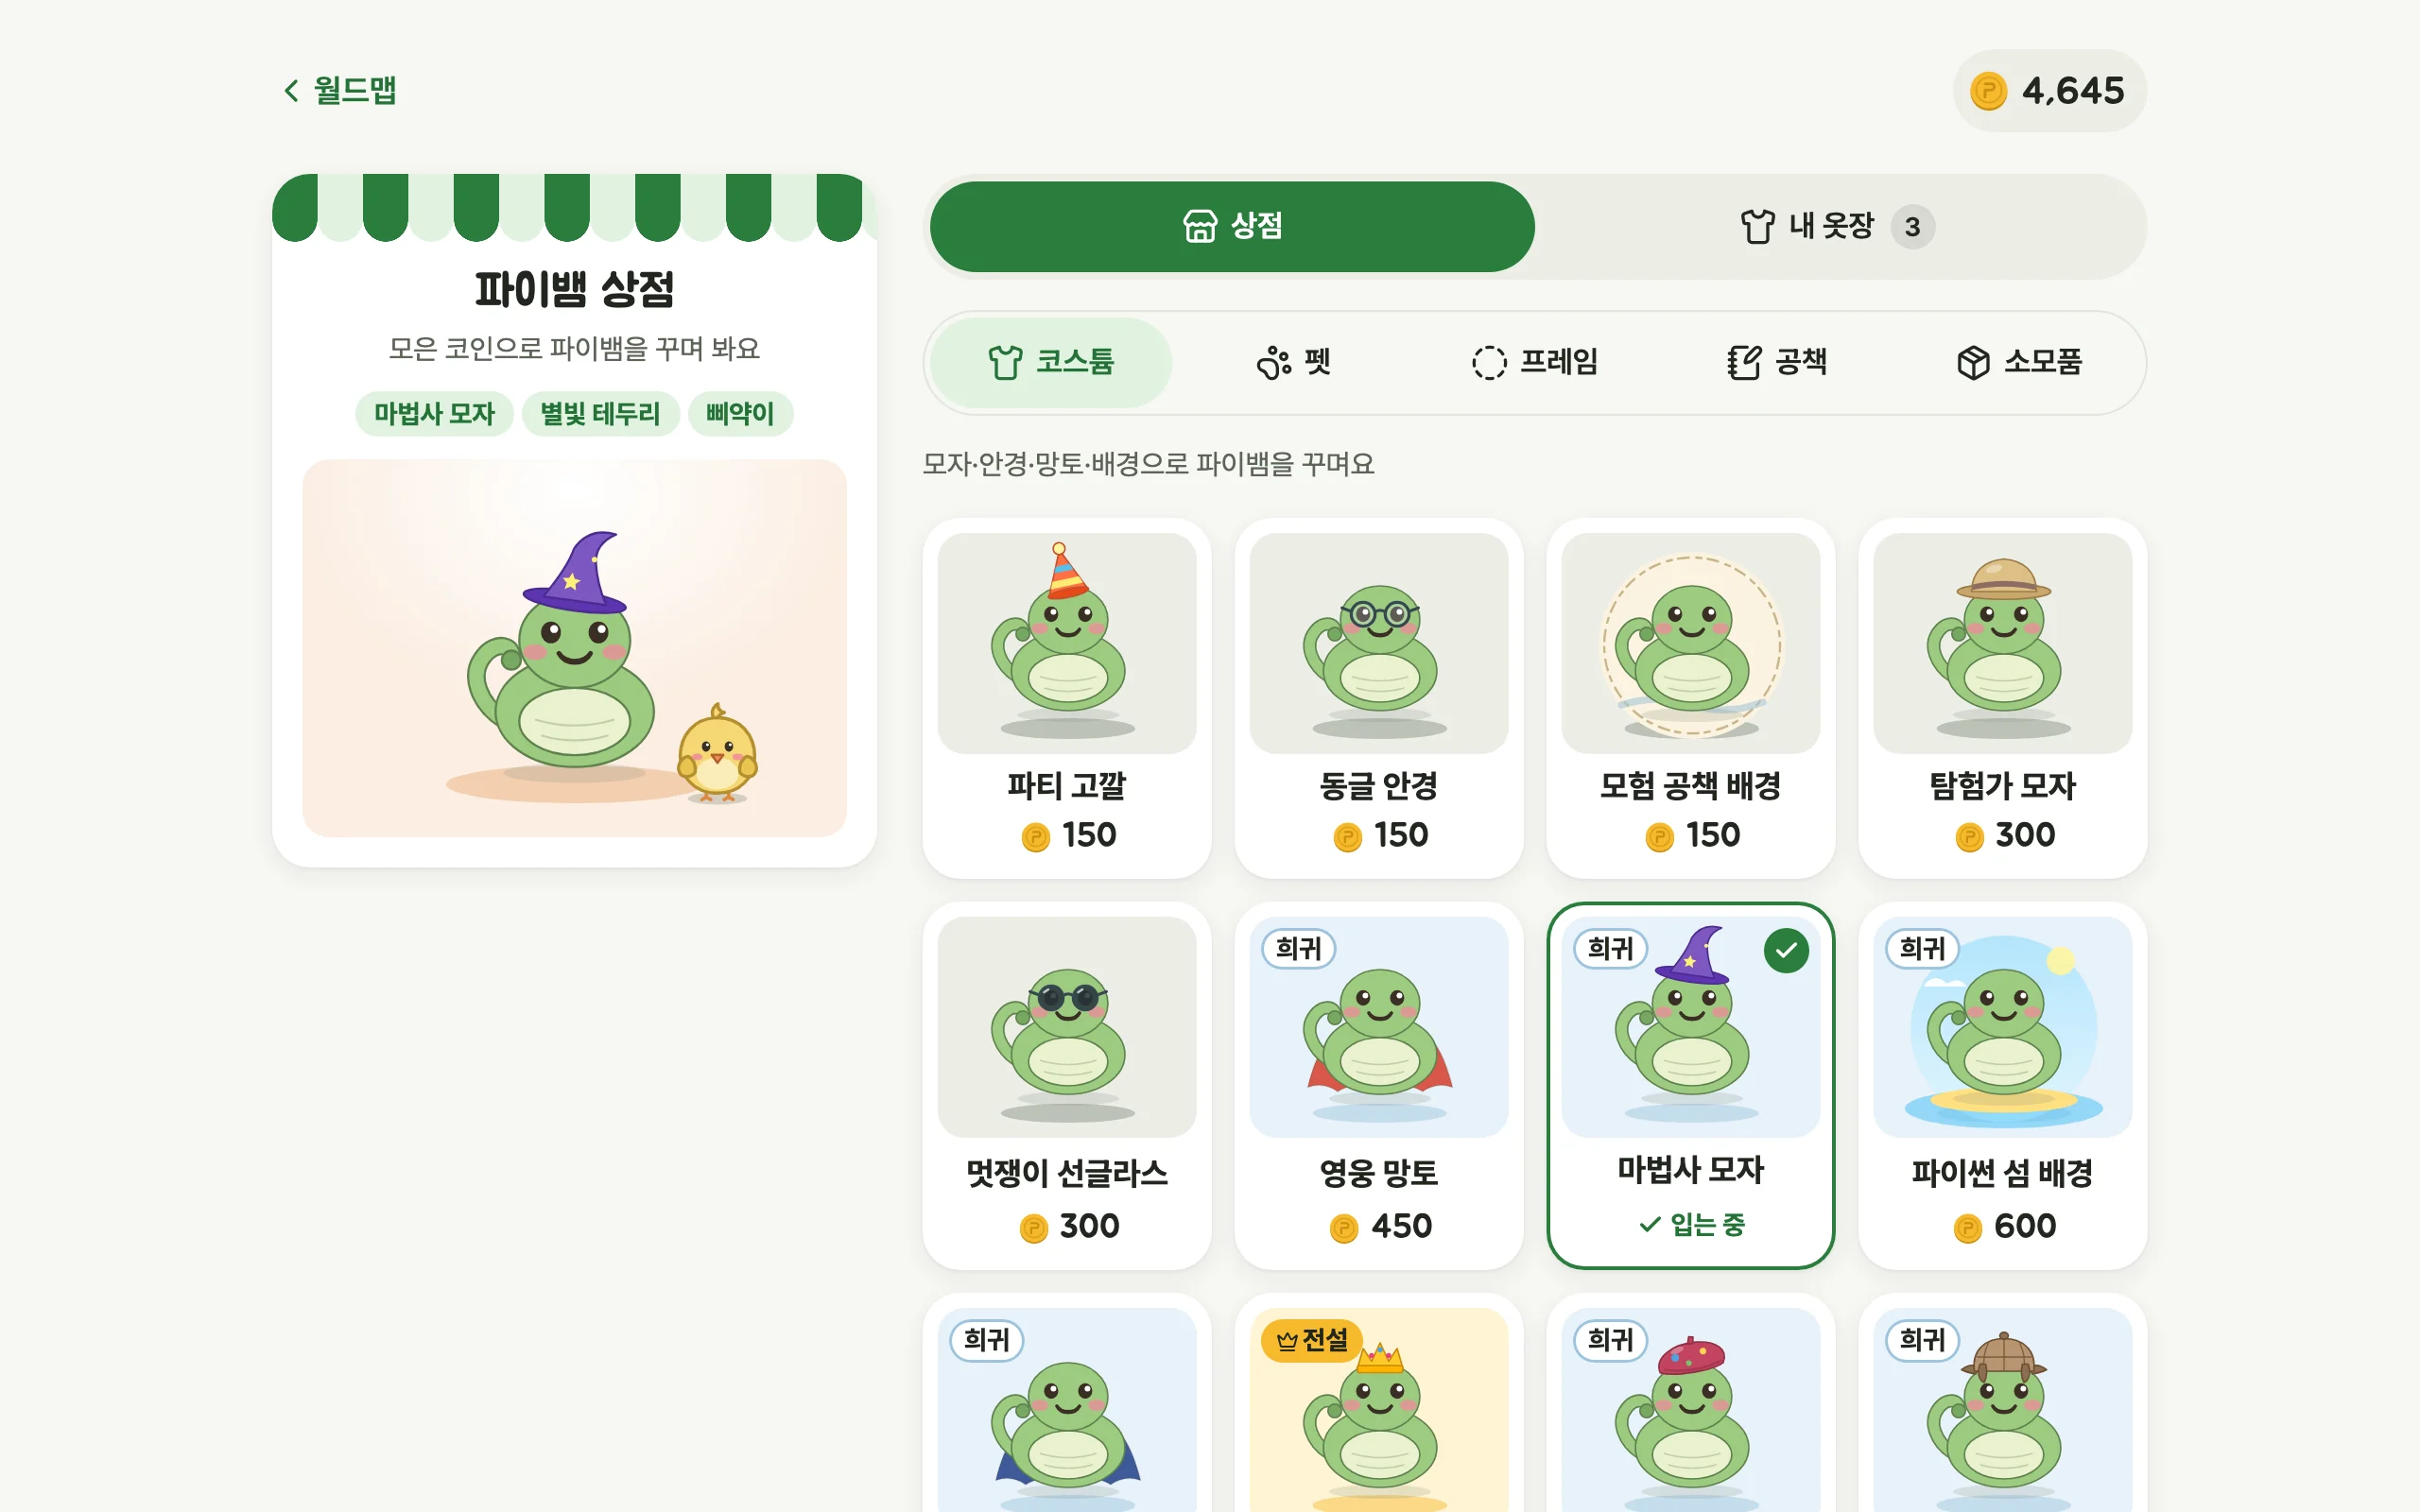 월드맵
4,645
파이뱀 상점
모은 코인으로 파이뱀을 꾸며 봐요
마법사 모자 별빛 테두리 삐약이
상점
내 옷장 3
코스튬 펫 프레임 공책 소모품
모자·안경·망토·배경으로 파이뱀을 꾸며요
파티 고깔
150
동글 안경
150
모험 공책 배경
150
탐험가 모자
300
멋쟁이 선글라스
300
희귀
영웅 망토
450
희귀
마법사 모자
입는 중
희귀
파이썬 섬 배경
600
희귀
전설
희귀
희귀